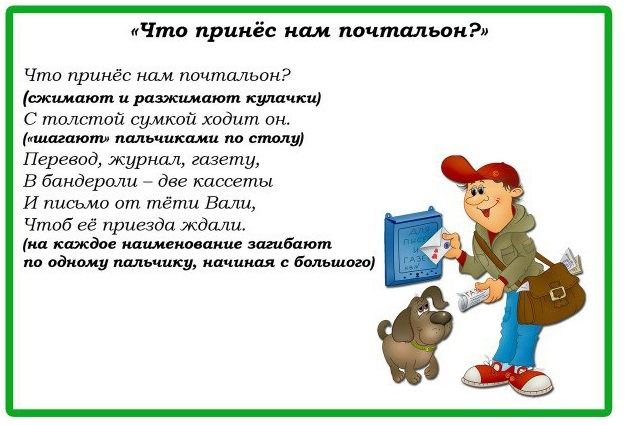 «Что принёс нам почтальон?»
Что принёс нам почтальон?
(сжимают и разжимают кулачки)
С толстой сумкой ходит он.
(«шагают» пальчиками по столу)
Перевод, журнал, газету,
В бандероли – две кассеты
И письмо от тёти Вали,
Чтоб её приезда ждали.
(на каждое наименование загибают
по одному пальчику, начиная с большого)
ДЛЯ
ПИСЕМ
И
ГАЗЕ